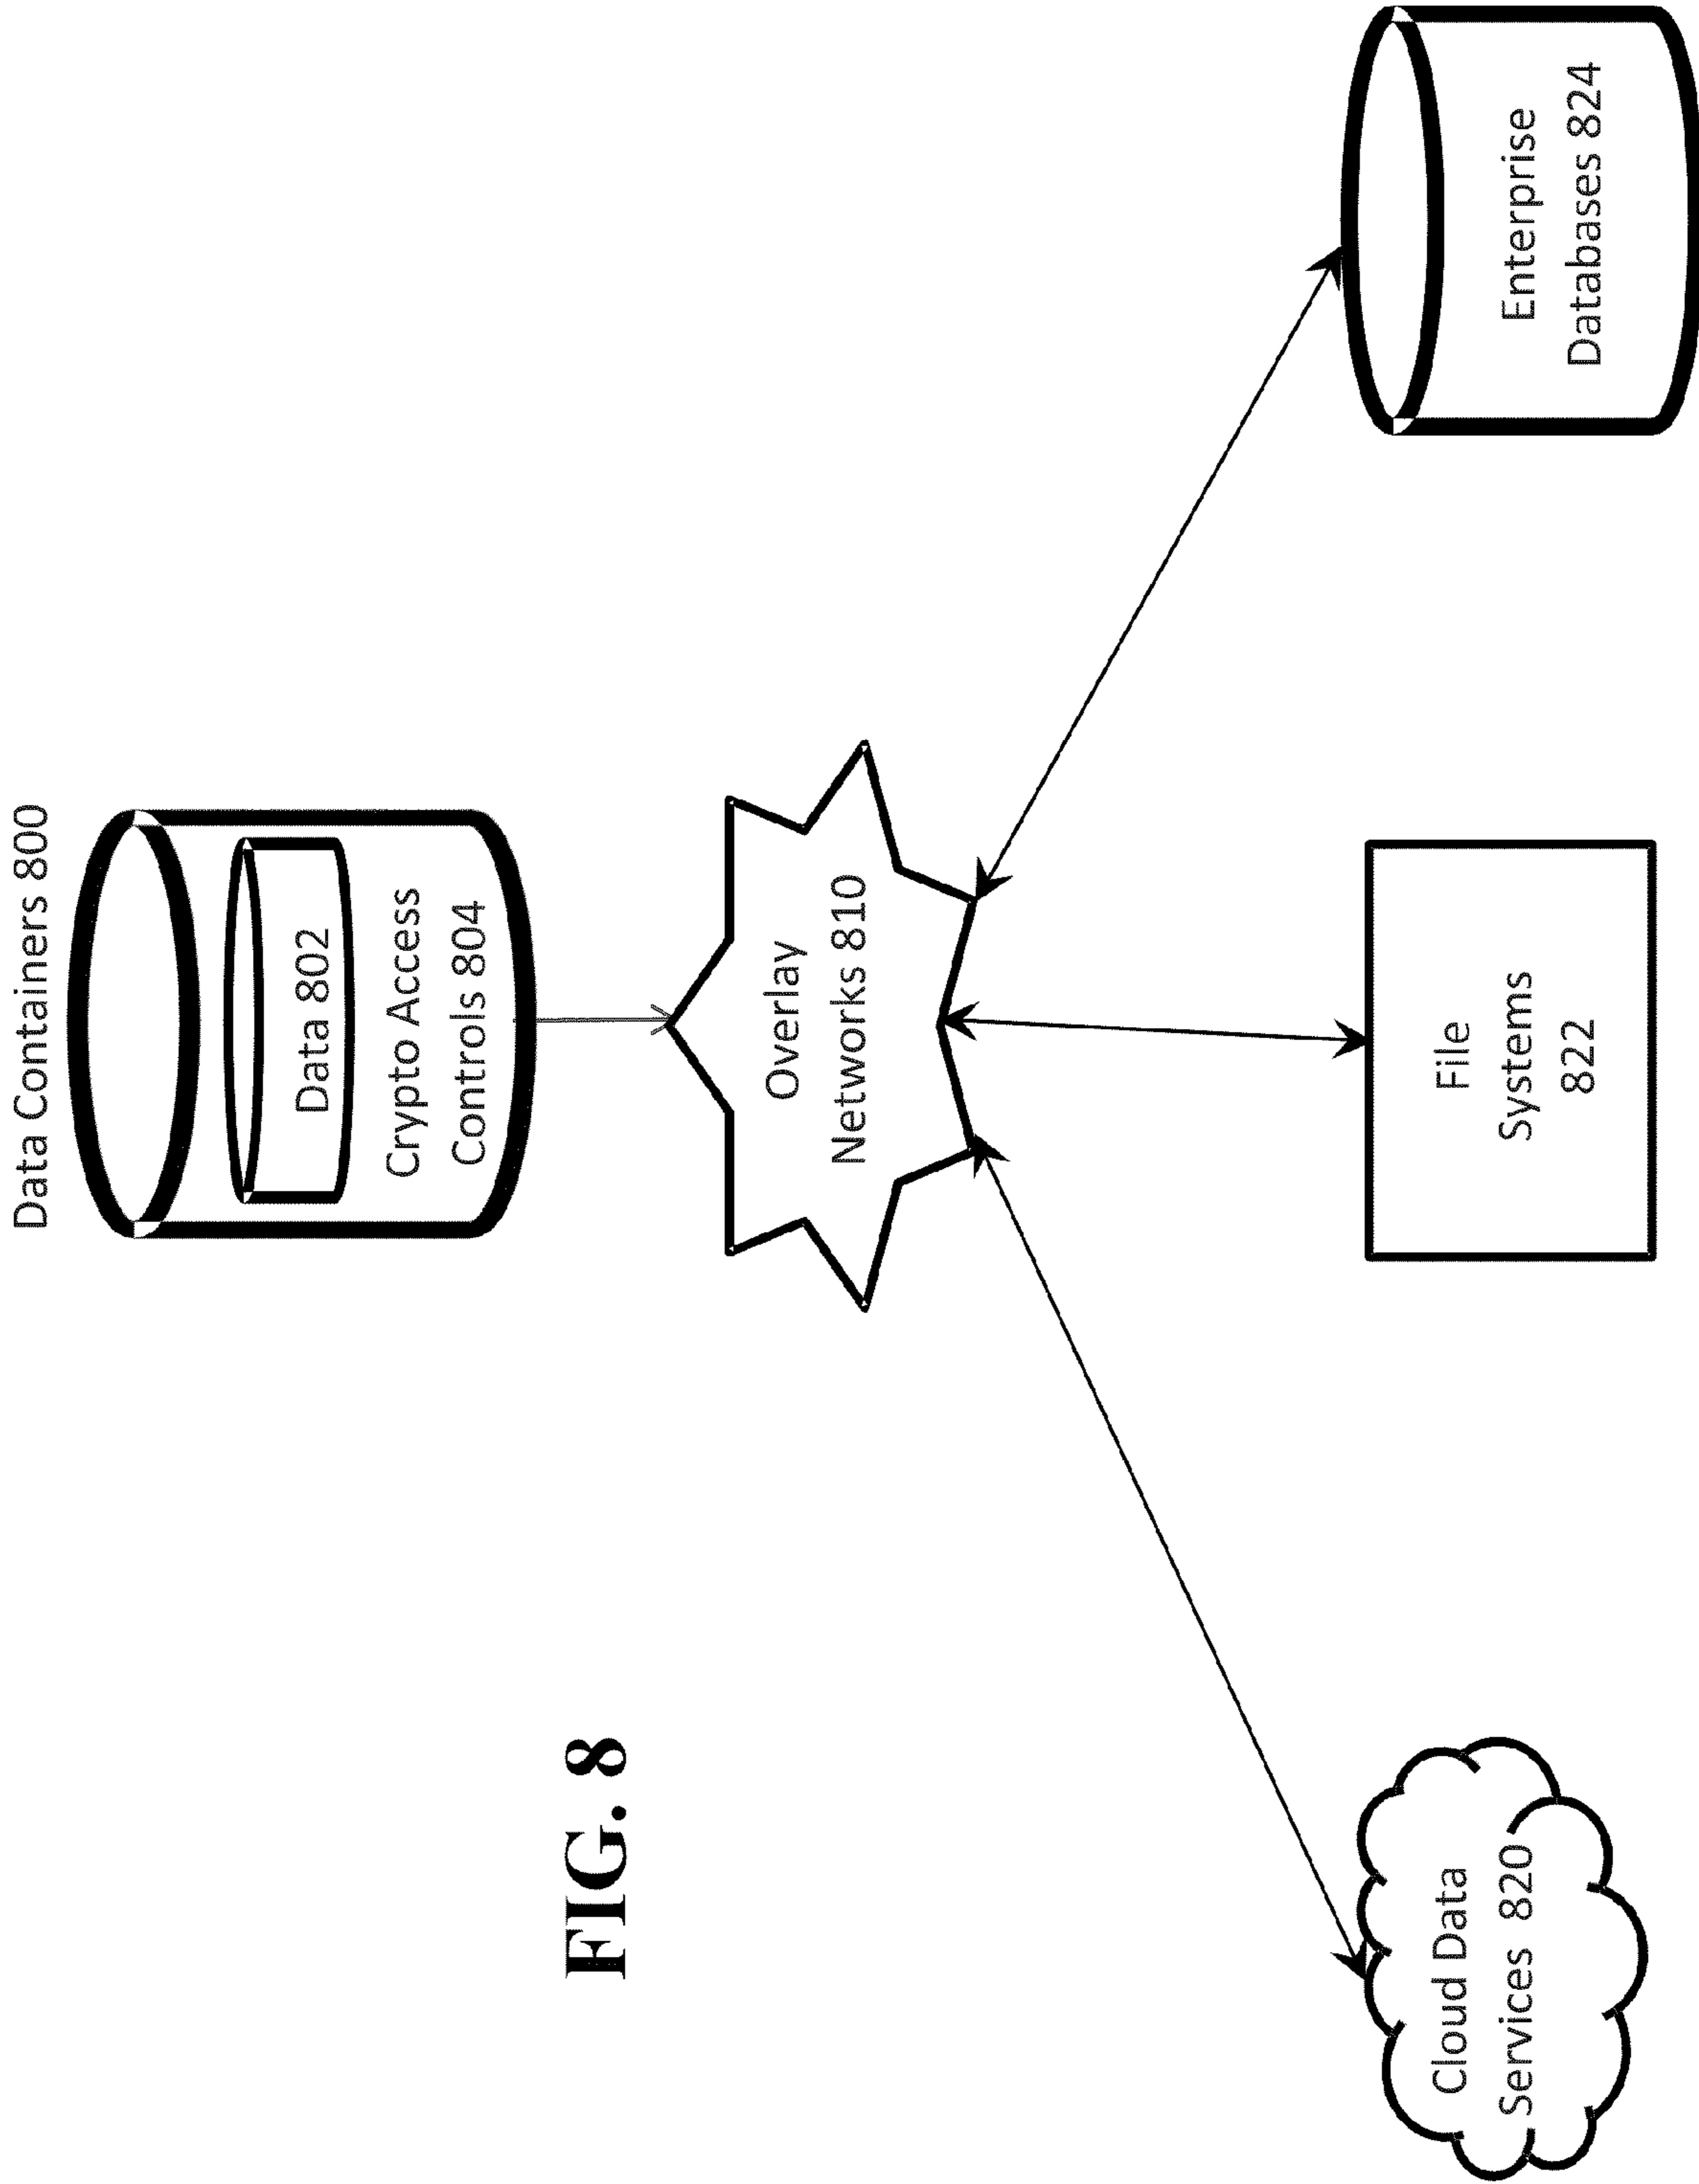 Data Containers 800
Data 802
Crypto Access
Controls 804
FIG. 8
Overlay
Networks 810
Cloud Data
Services 820
File
Systems
822
Enterprise
Databases 824